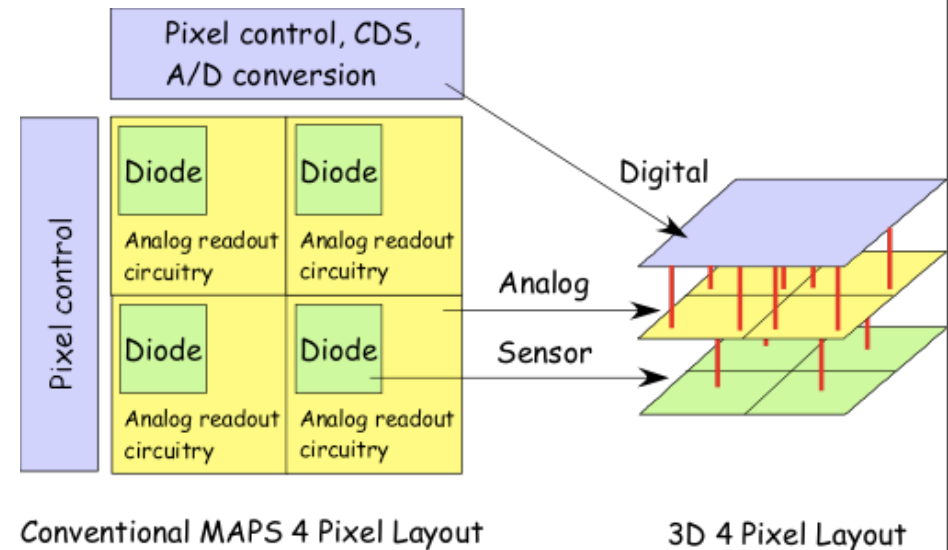 Pixel control, CDS,
A/D conversion
Pixel control
Diode
Analog readout
circuitry
Diode
Analog readout
circuitry
Diode
Analog readout
circuitry
Diode
Analog readout
circuitry
Digital
Analog
Sensor
Conventional MAPS 4 Pixel Layout
3D 4 Pixel Layout